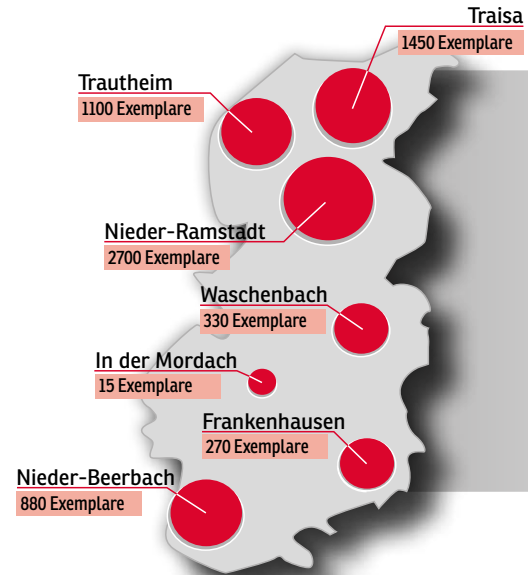 Traisa
1450 Exemplare
Trautheim
1100 Exemplare
Nieder-Ramstadt
2700 Exemplare
Waschenbach
330 Exemplare
In der Mordach
15 Exemplare
Frankenhausen
270 Exemplare
Nieder-Beerbach
880 Exemplare